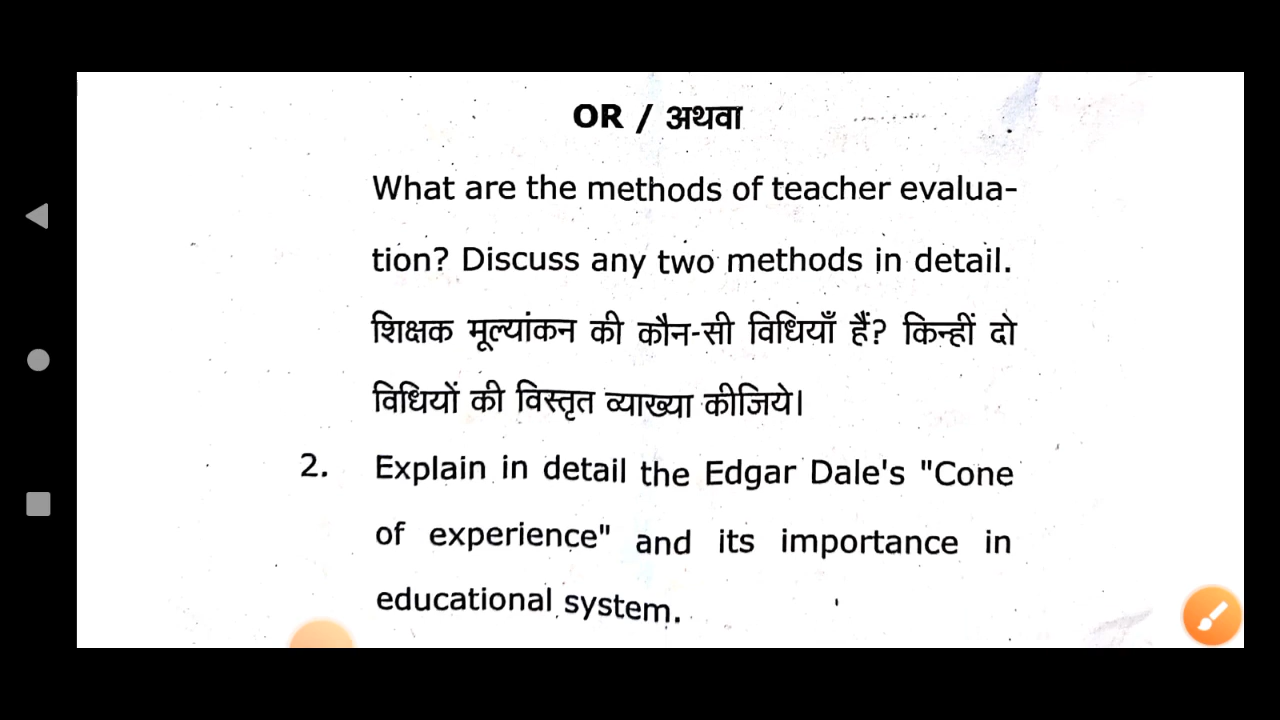 OR / अथवा
What are the methods of teacher evalua-
tion? Discuss any two methods in detail.
शिक्षक मूल्यांकन की कौन-सी विधियाँ हैं? किन्हीं दो
विधियों की विस्तृत व्याख्या कीजिये।
2. Explain in detail the Edgar Dale's "Cone
of experience" and its importance in
educational system.